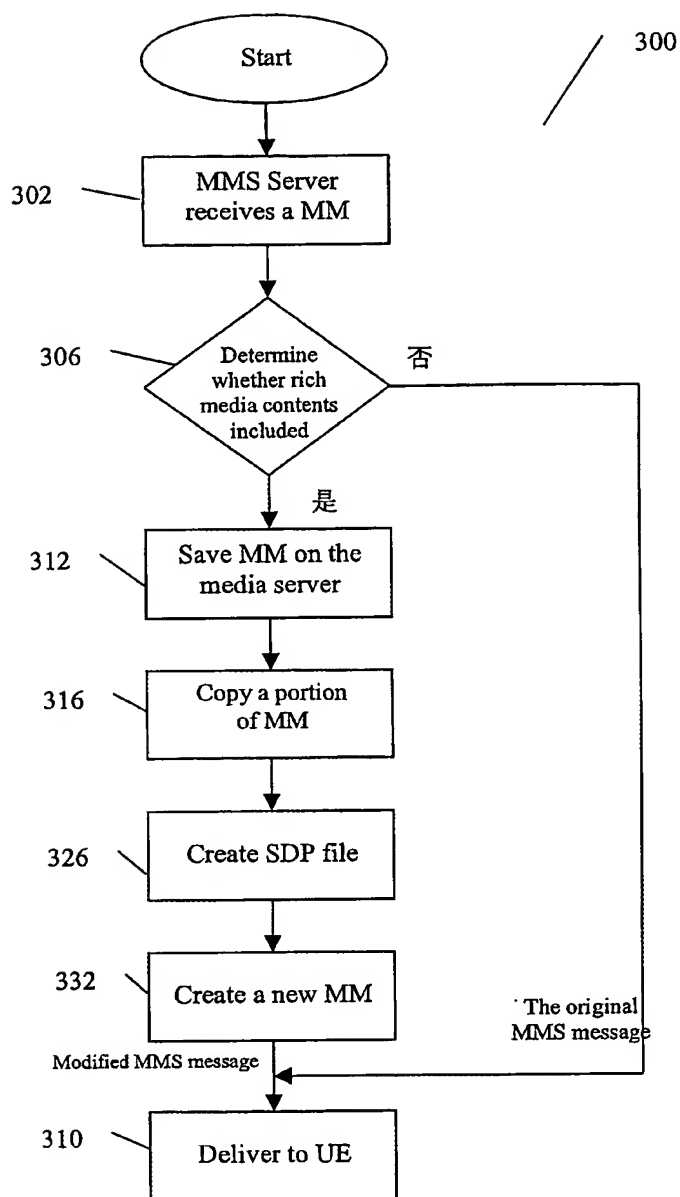 Start
300
302
MMS Server
receives a MM
306
Determine
whether rich
media contents
included
否
是
312
Save MM on the
media server
316
Copy a portion
of MM
326
Create SDP file
332
Create a new MM
The original
MMS message
Modified MMS message
310
Deliver to UE